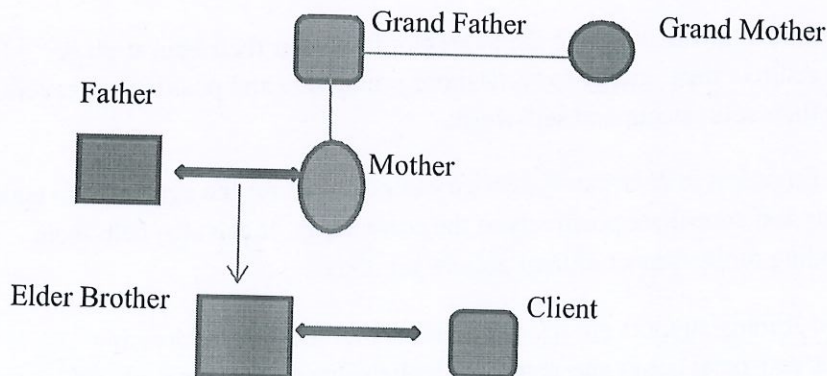 Grand Father
Grand Mother
Father
Mother
Elder Brother
Client